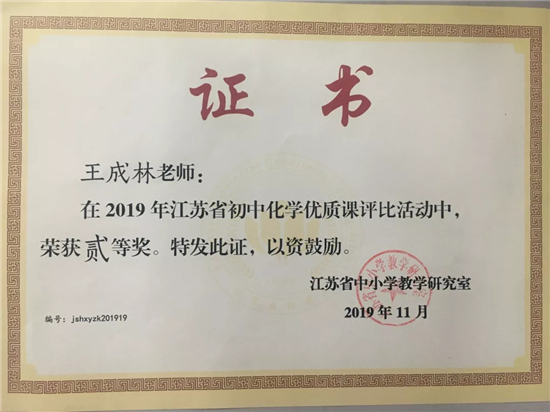 证 书
王成林老师：
在2019年江苏省初中化学优质课评比活动中，
荣获贰等奖。特发此证，以资鼓励。
江苏省中小学教学研究室
2019年11月
编号：jshxyzk201919